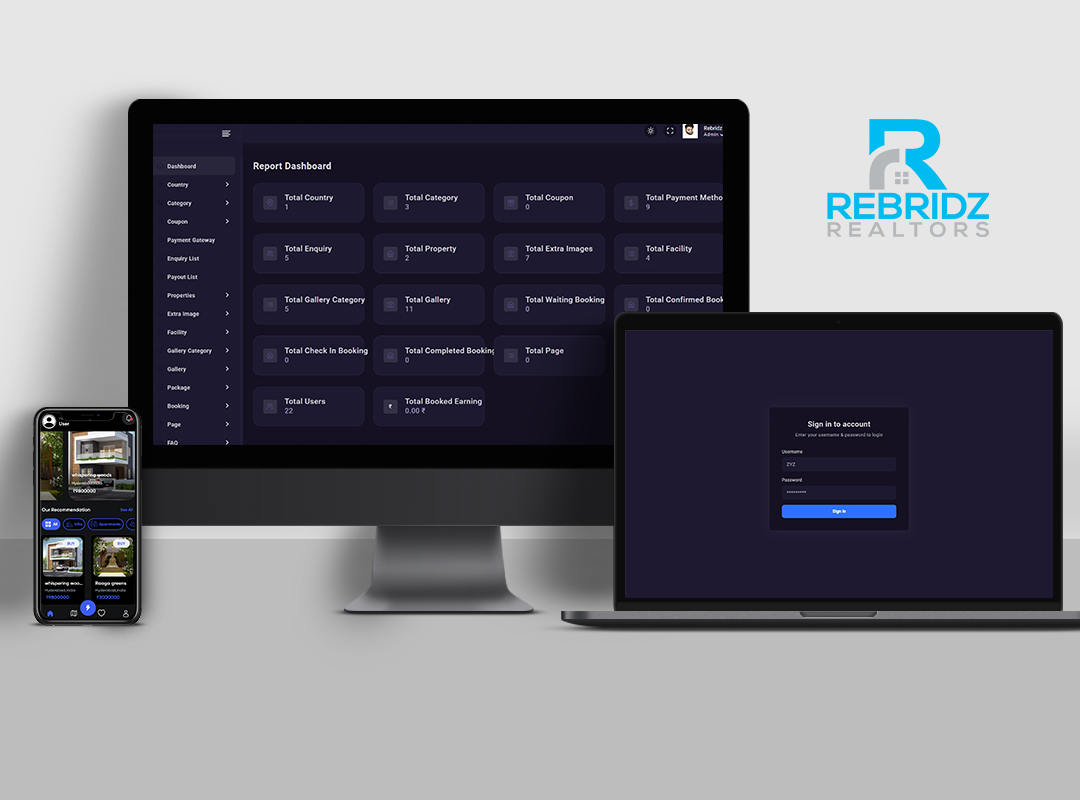 Rebridz
Admin
Dashboard
Country
Category
Coupon
Payment Gateway
Enquiry List
Payout List
Properties
Extra Image
Facility
Gallery Category
Gallery
Package
Booking
Page
FAQ
Report Dashboard
Total Country
1
Total Category
3
Total Coupon
0
Total Payment Metho
9
Total Enquiry
5
Total Property
2
Total Extra Images
7
Total Facility
4
Total Gallery Category
5
Total Gallery
11
Total Waiting Booking
0
Total Confirmed Book
0
Total Check In Booking
0
Total Completed Booking
0
Total Page
0
Total Users
22
Total Booked Earning
0.00 ₹
REBRIDZ
REALTORS
Sign in to account
Enter your username & password to login
Username
ZYZ
Password
Sign in
User
whispering woods
Hyderabad,India
₹9800000
Our Recommendation
See All
All
Villa
Apartments
BUY
whispering woo...
Hyderabad,India
₹9800000
BUY
Raaga greens
Hyderabad,India
₹3000000